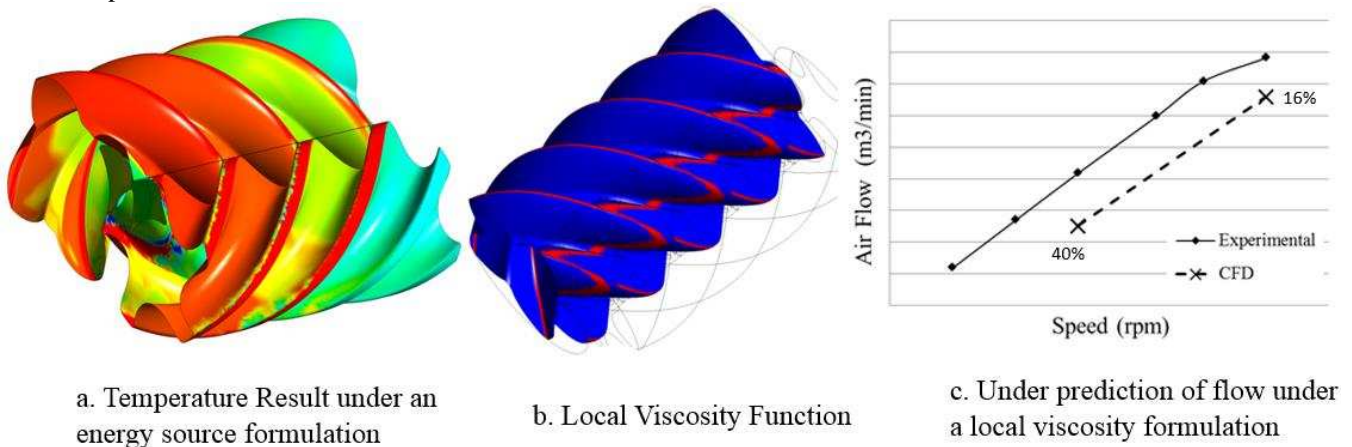 16%
40%
Air Flow (m3/min)
Experimental
CFD
Speed (rpm)
a. Temperature Result under an
energy source formulation
b. Local Viscosity Function
c. Under prediction of flow under
a local viscosity formulation